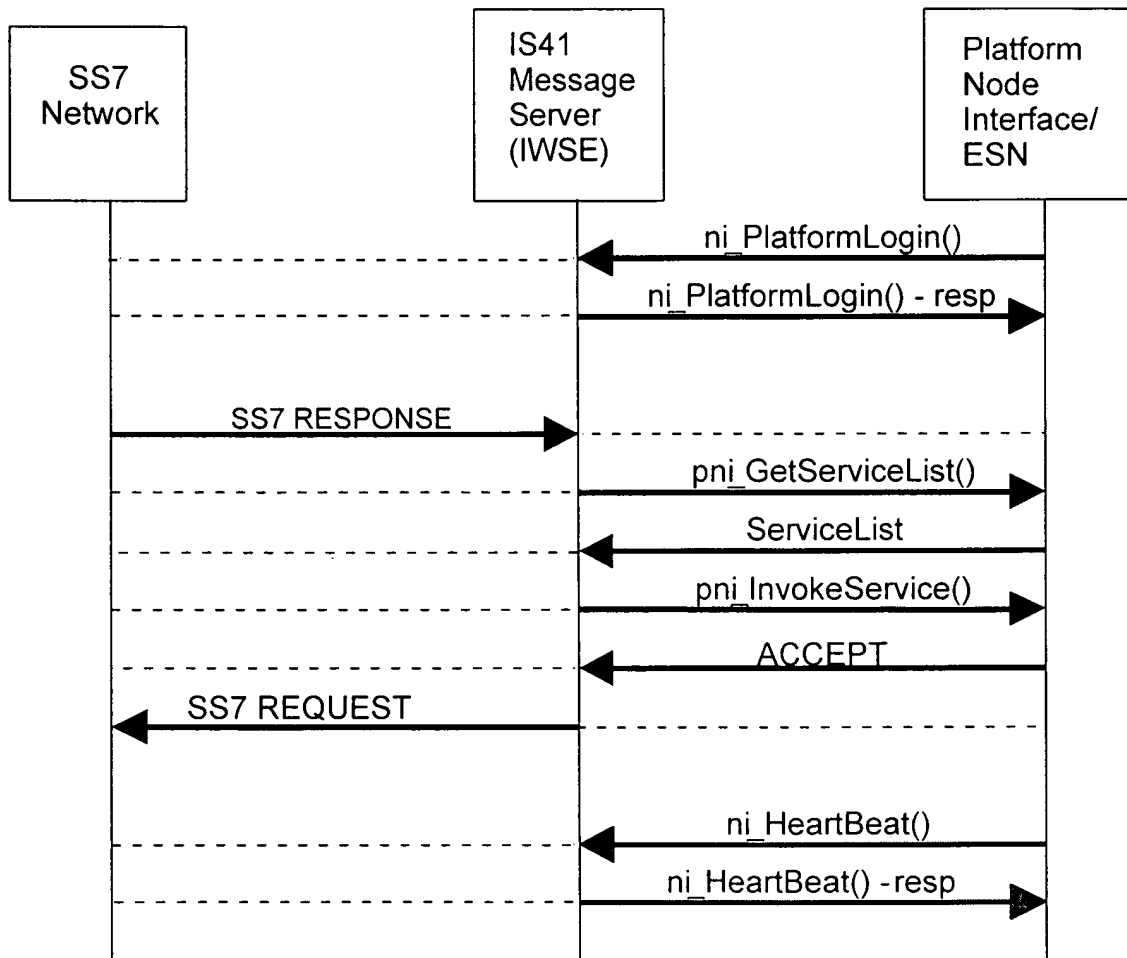 SS7
Network
IS41
Message
Server
(IWSE)
Platform
Node
Interface/
ESN
ni_PlatformLogin()
ni_PlatformLogin() - resp
SS7 RESPONSE
pni_GetServiceList()
ServiceList
pni_InvokeService()
ACCEPT
SS7 REQUEST
ni_HeartBeat()
ni_HeartBeat() - resp